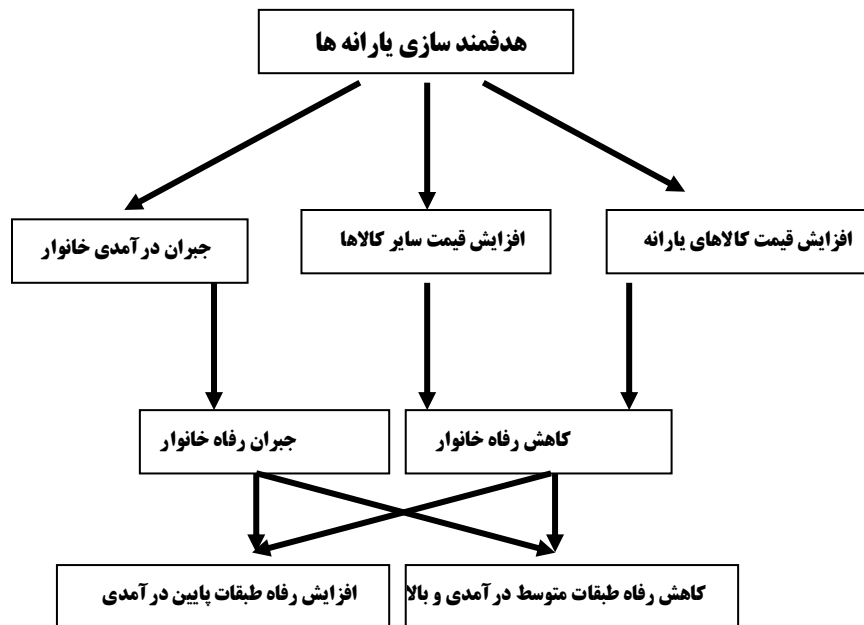 هدفمند سازی یارانه ها
افزایش قیمت کالاهای یارانه
افزایش قیمت سایر کالاها
جبران درآمدی خانوار
کاهش رفاه خانوار
جبران رفاه خانوار
کاهش رفاه طبقات متوسط درآمدی و بالا
افزایش رفاه طبقات پایین درآمدی